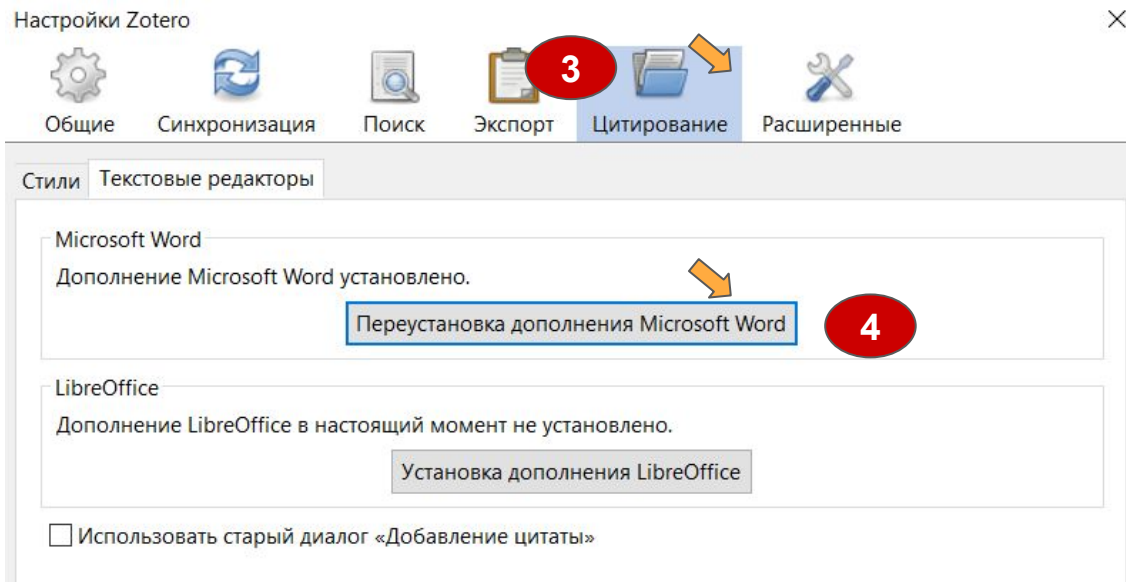 Настройки Zotero
3
Общие Синхронизация Поиск Экспорт Цитирование Расширенные
Стили Текстовые редакторы
Microsoft Word
Дополнение Microsoft Word установлено.
Переустановка дополнения Microsoft Word 4
LibreOffice
Дополнение LibreOffice в настоящий момент не установлено.
Установка дополнения LibreOffice
Использовать старый диалог «Добавление цитаты»